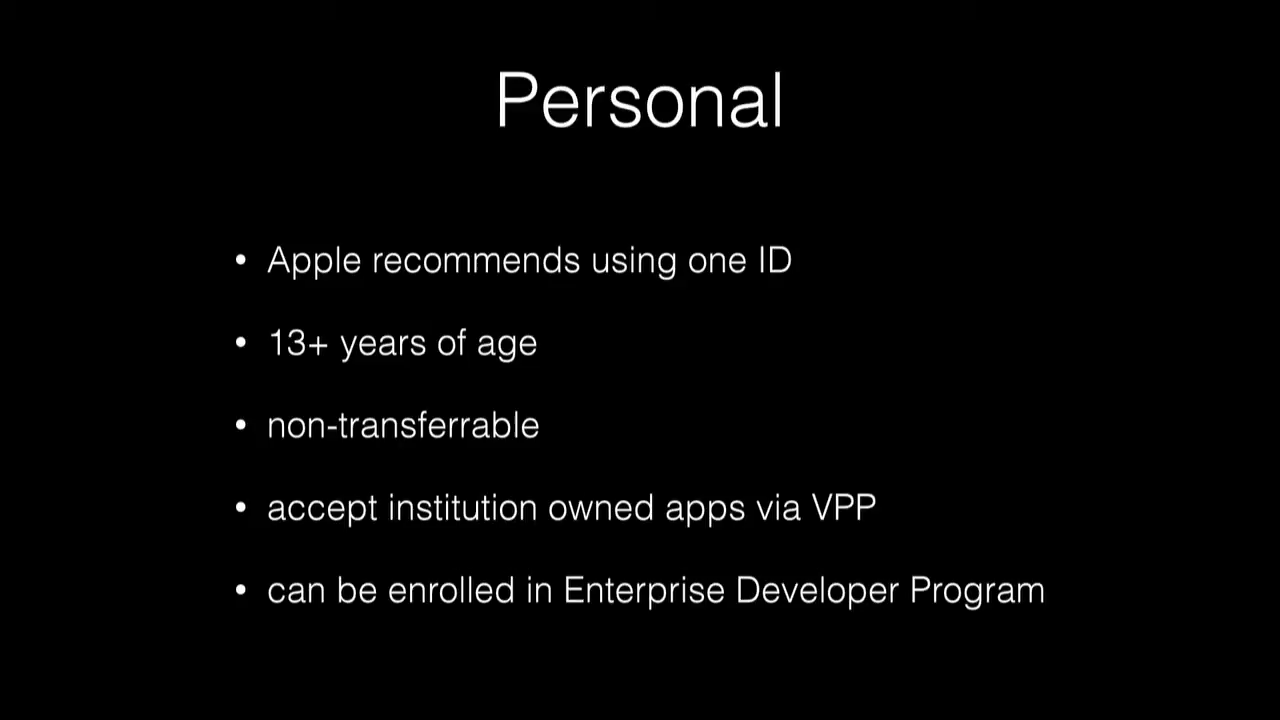 Personal
• Apple recommends using one ID
• 13+ years of age
• non-transferrable
• accept institution owned apps via VPP
• can be enrolled in Enterprise Developer Program